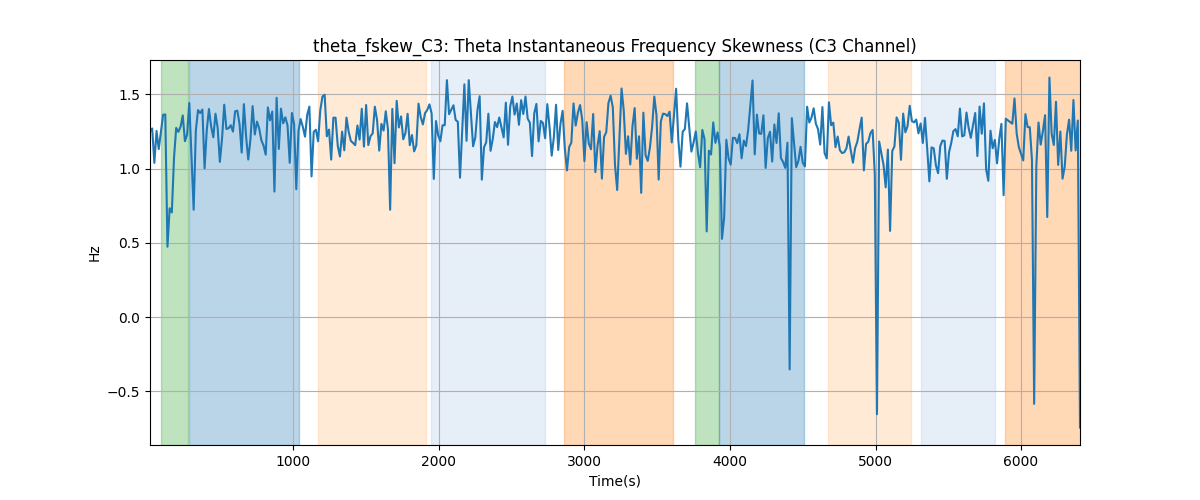 theta_fskew_C3: Theta Instantaneous Frequency Skewness (C3 Channel)
1.5
1.0
0.5
0.0
−0.5
Hz
1000 2000 3000 4000 5000 6000
Time(s)